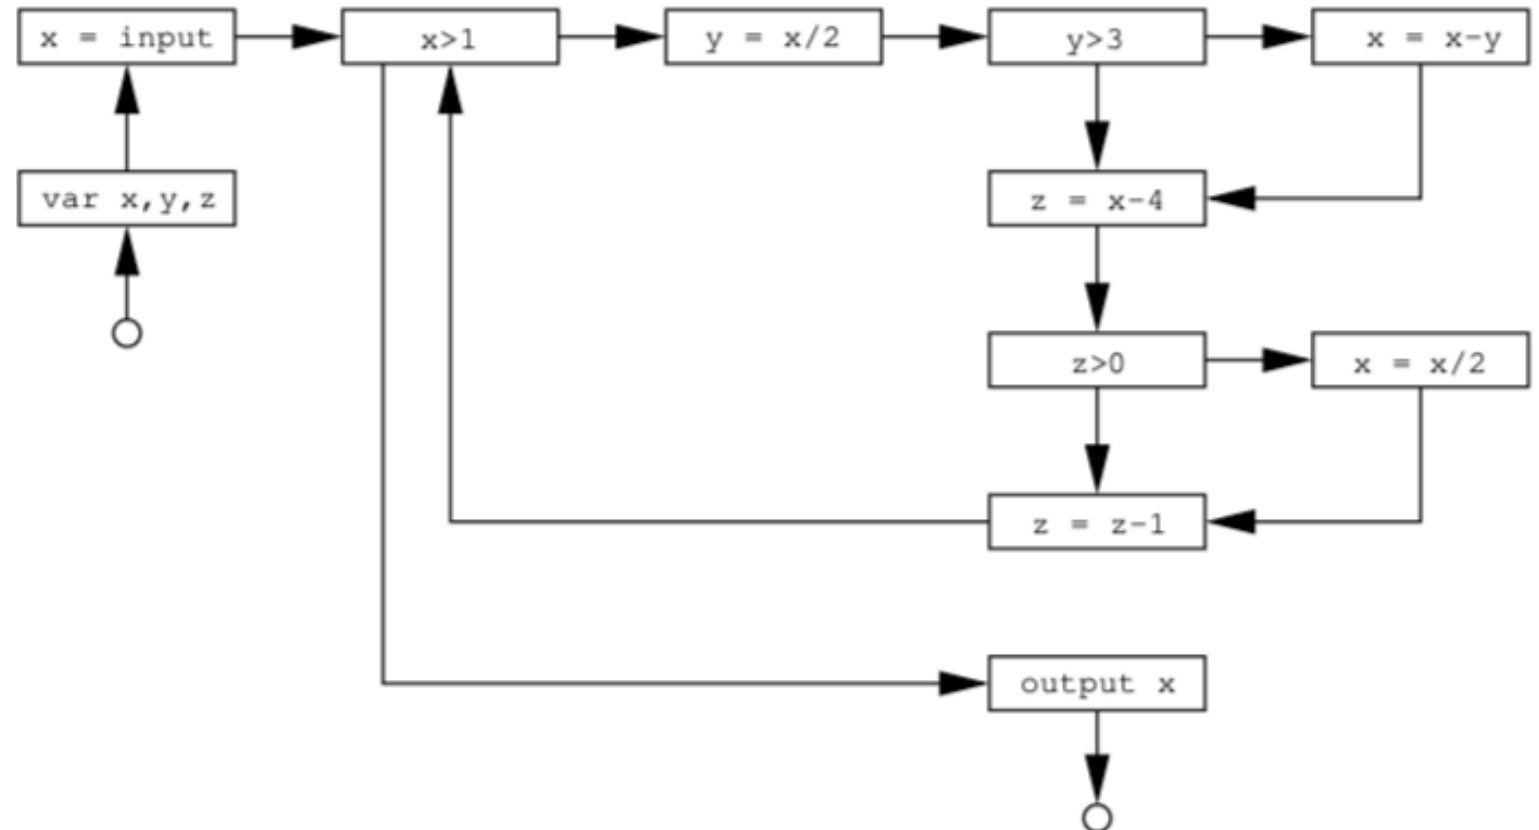 x = input
x>1
y = x/2
y>3
x = x-y
var x,y,z
z = x-4
z>0
x = x/2
z = z-1
output x